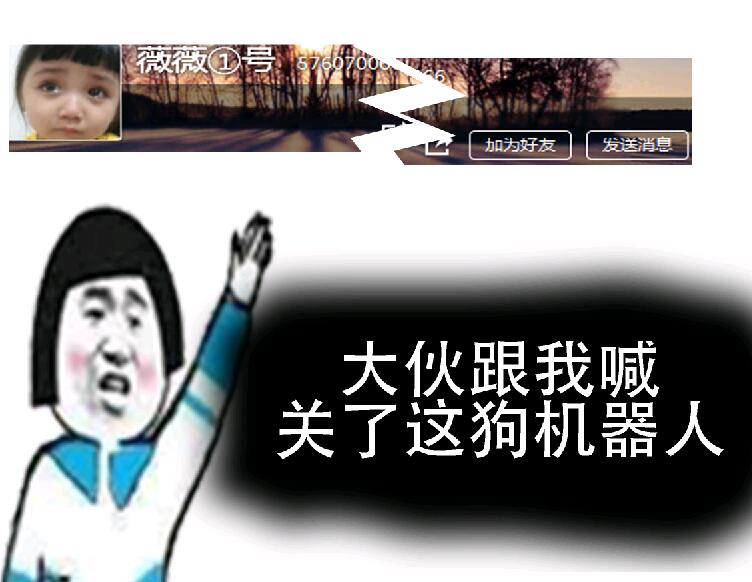 薇薇①号
加为好友 发送消息
大伙跟我喊
关了这狗机器人